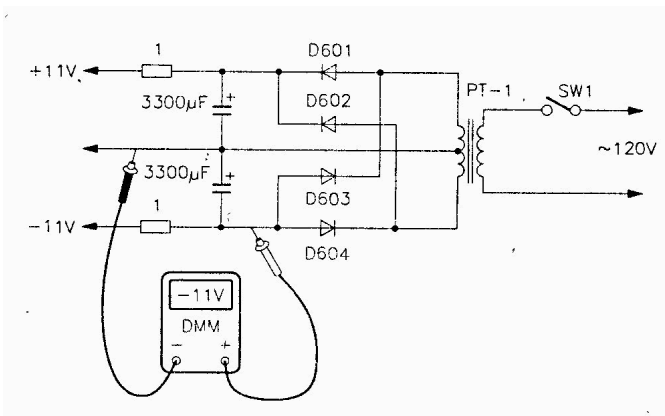 1
D601
+11V
PT-1
SW1
3300µF
+
D602
~120V
3300µF
+
D603
1
-11V
D604
-11V
DMM
- +